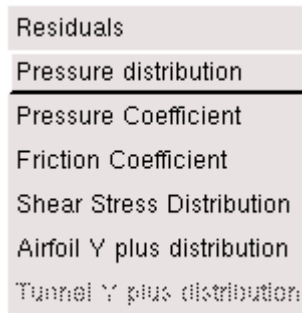 Residuals
Pressure distribution
Pressure Coefficient
Friction Coefficient
Shear Stress Distribution
Airfoil Y plus distribution
Tunnel Y plus distribution